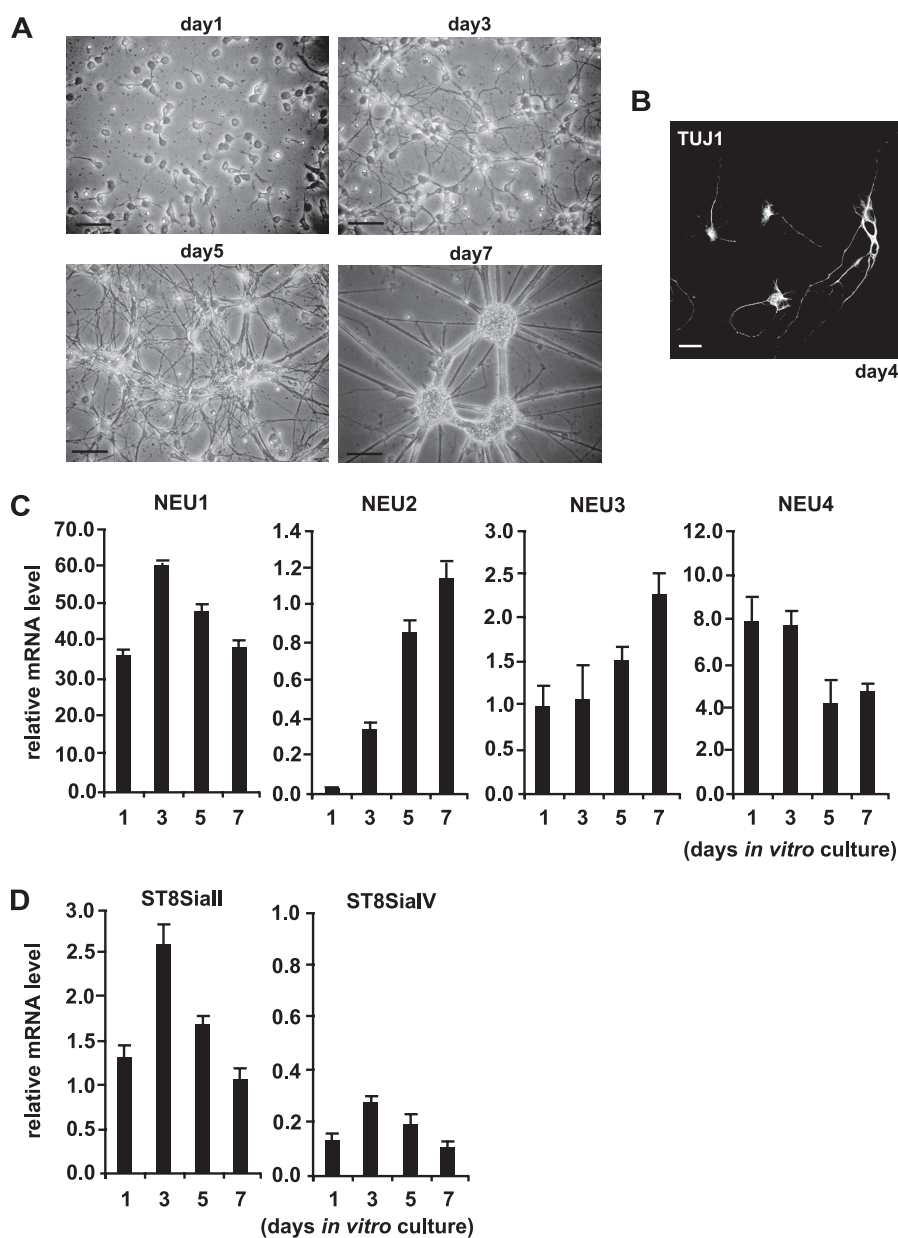 A
day1
day3
day5
day7
B
TUJ1
day4
C
NEU1
NEU2
NEU3
NEU4
relative mRNA level
70.0
60.0
50.0
40.0
30.0
20.0
10.0
0.0
1 3 5 7
1.4
1.2
1.0
0.8
0.6
0.4
0.2
0.0
1 3 5 7
3.0
2.5
2.0
1.5
1.0
0.5
0.0
1 3 5 7
12.0
10.0
8.0
6.0
4.0
2.0
0.0
1 3 5 7
(days in vitro culture)
D
ST8SiaII
ST8SiaIV
relative mRNA level
3.0
2.5
2.0
1.5
1.0
0.5
0.0
1 3 5 7
1.0
0.8
0.6
0.4
0.2
0.0
1 3 5 7
(days in vitro culture)